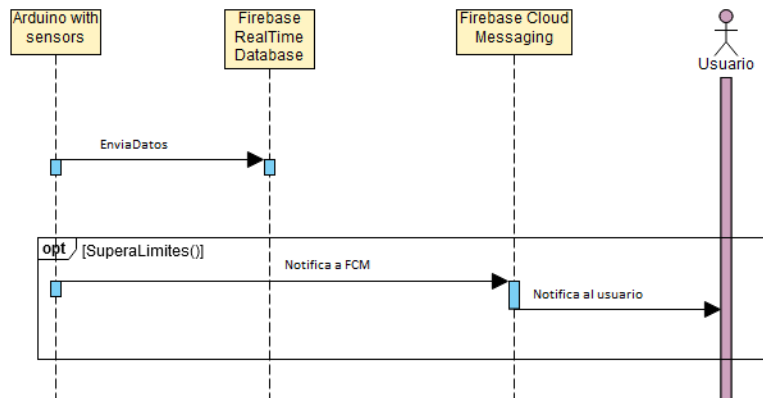 Arduino with
sensors
Firebase
RealTime
Database
Firebase Cloud
Messaging
Usuario
EnviaDatos
opt
[SuperaLimites()]
Notifica a FCM
Notifica al usuario